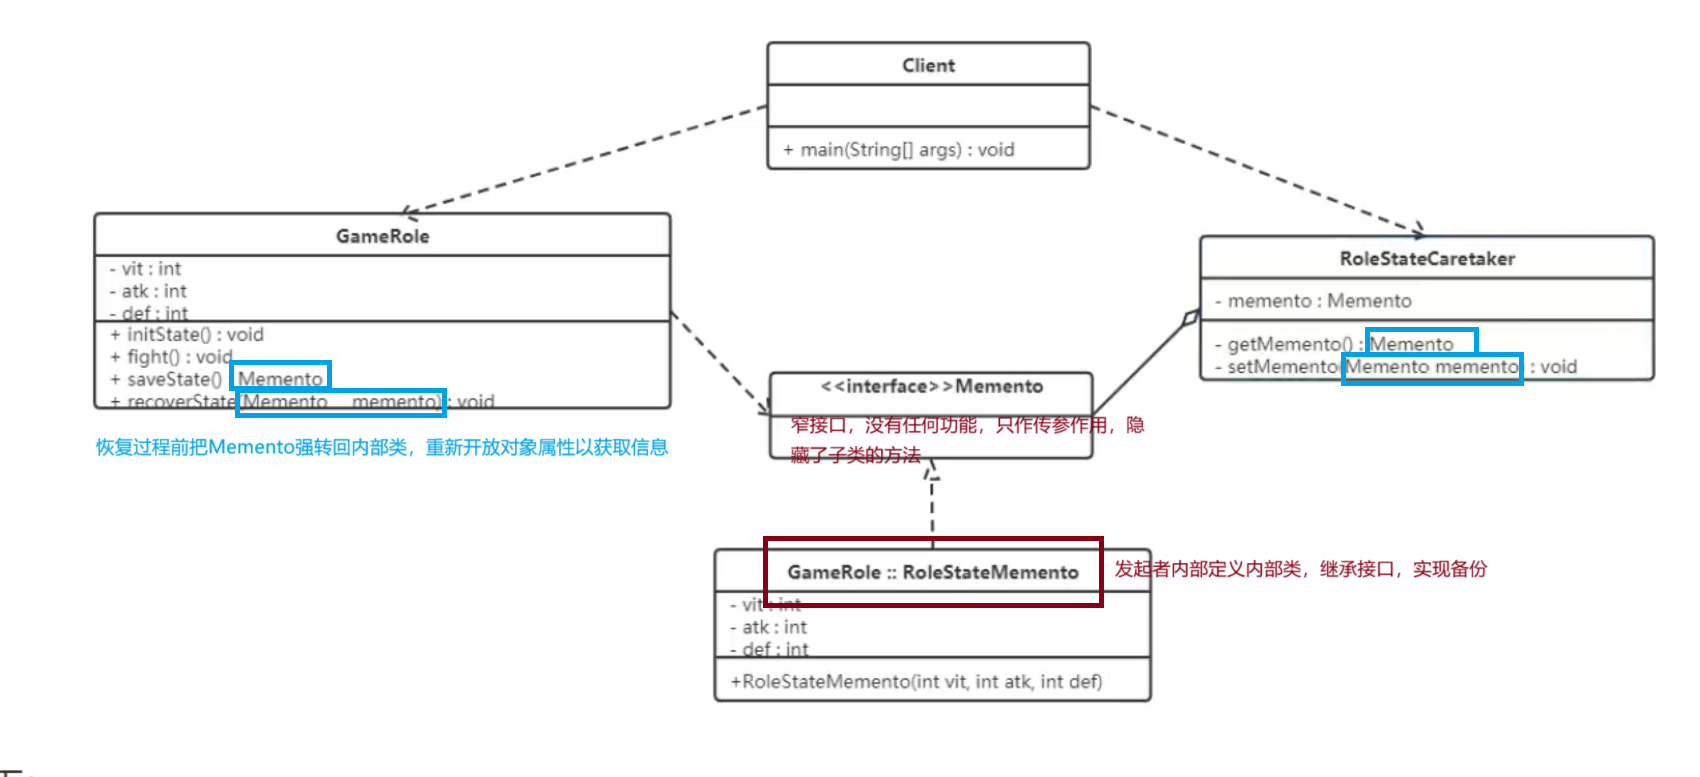 Client
+ main(String[] args) : void
GameRole
- vit : int
- atk : int
- def : int
+ initState() : void
+ fight() : void
+ saveState() Memento
+ recoverState(Memento memento) : void
恢复过程前把Memento强转回内部类，重新开放对象属性以获取信息
RoleStateCaretaker
- memento : Memento
- getMemento() : Memento
- setMemento(Memento memento) : void
<<interface>>Memento
窄接口，没有任何功能，只作传参作用，隐
藏了子类的方法
GameRole :: RoleStateMemento
发起者内部定义内部类，继承接口，实现备份
- vit : int
- atk : int
- def : int
+RoleStateMemento(int vit, int atk, int def)